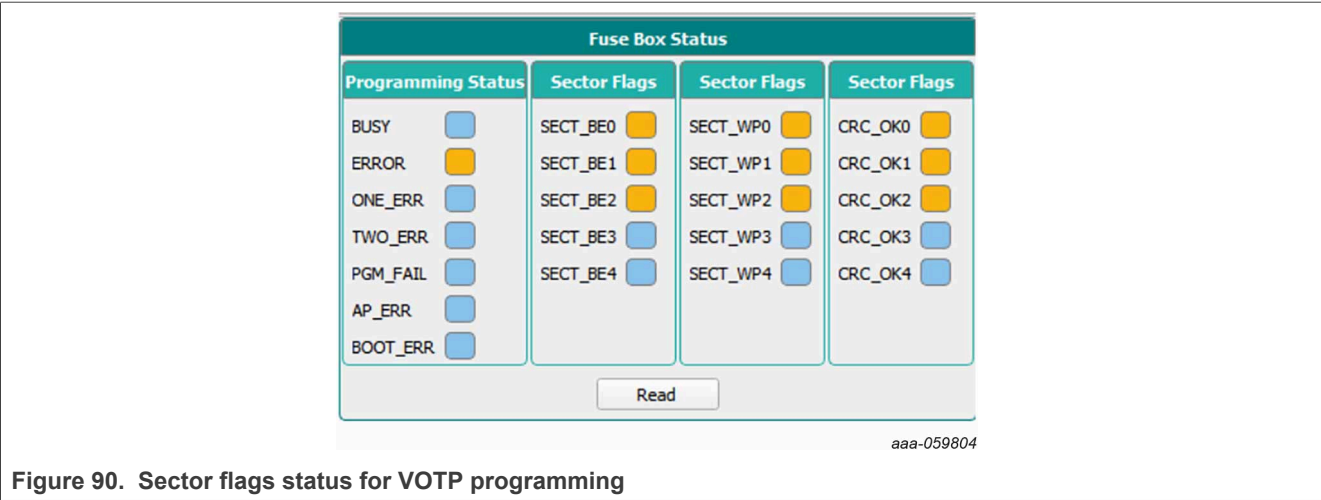 Fuse Box Status
Programming Status Sector Flags Sector Flags Sector Flags
BUSY SECT_BE0 SECT_WP0 CRC_OK0
ERROR SECT_BE1 SECT_WP1 CRC_OK1
ONE_ERR SECT_BE2 SECT_WP2 CRC_OK2
TWO_ERR SECT_BE3 SECT_WP3 CRC_OK3
PGM_FAIL SECT_BE4 SECT_WP4 CRC_OK4
AP_ERR
BOOT_ERR
Read
aaa-059804
Figure 90. Sector flags status for VOTP programming